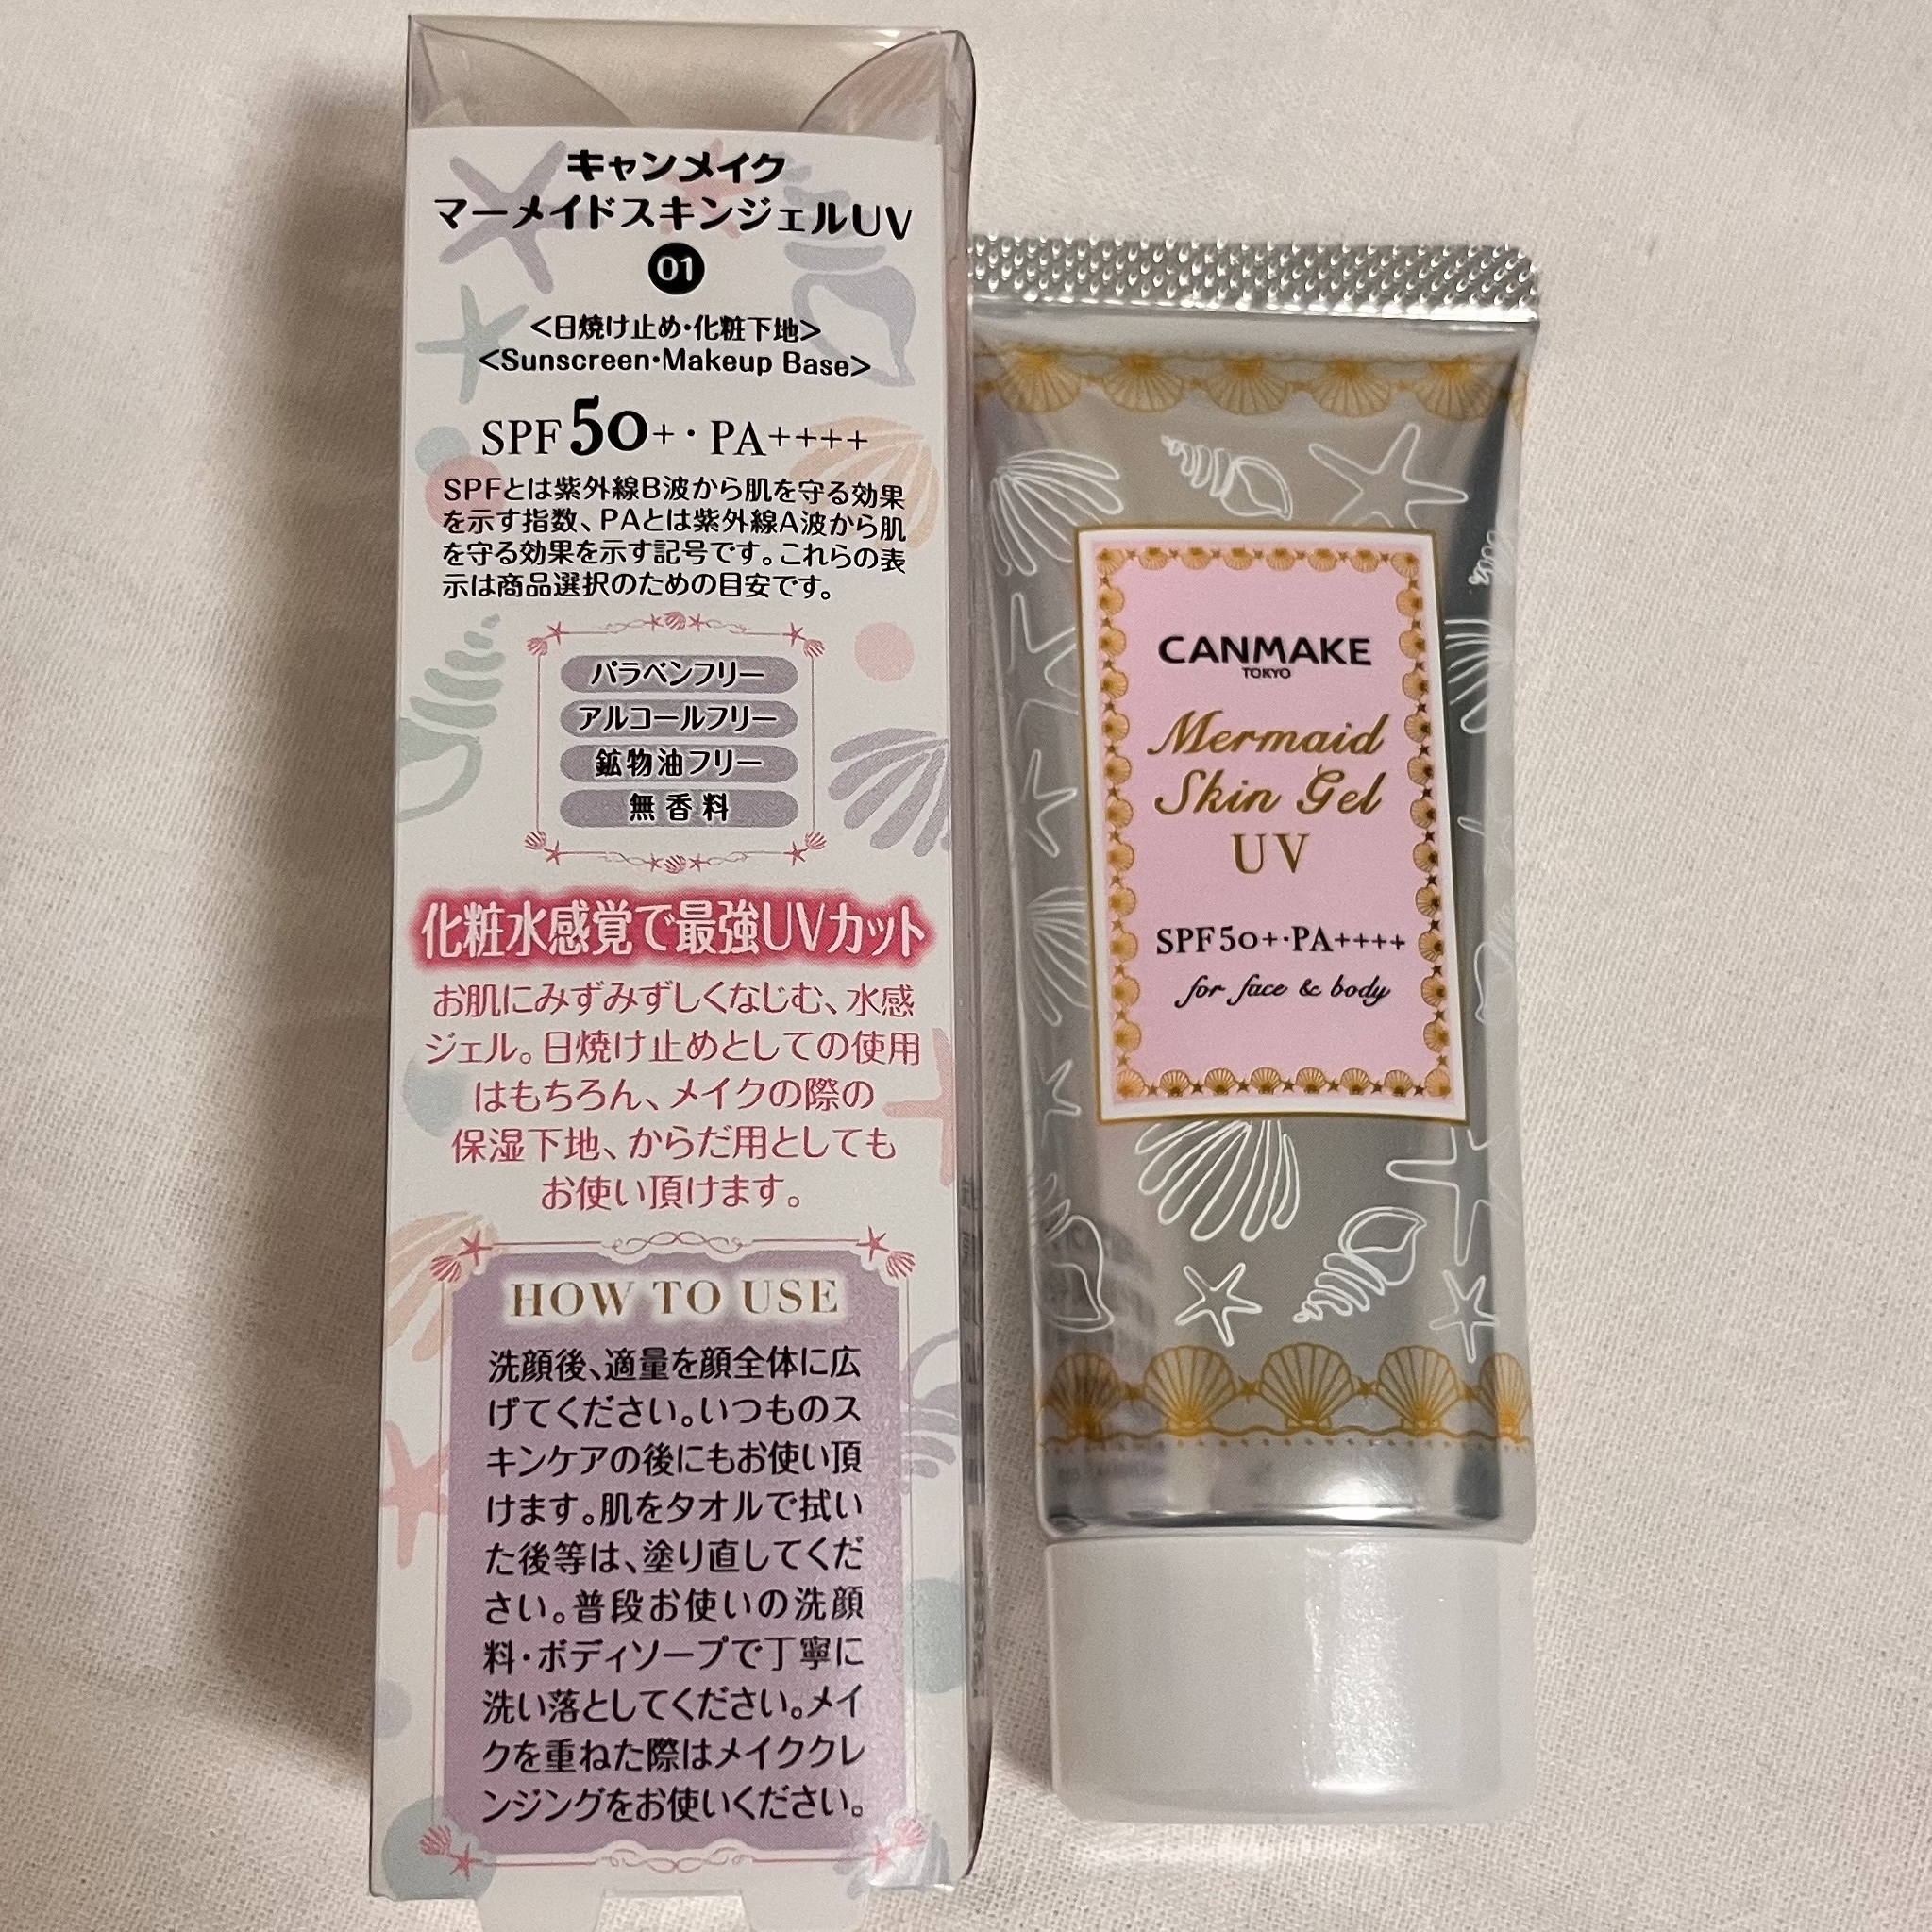 キャンメイク
マーメイドスキンジェルUV
01
<日焼け止め・化粧下地>
<Sunscreen・Makeup Base>
SPF50+・PA++++
SPFとは紫外線B波から肌を守る効果
を示す指数、PAとは紫外線A波から肌
を守る効果を示す記号です。これらの表
示は商品選択のための目安です。
パラベンフリー
アルコールフリー
鉱物油フリー
無香料
化粧水感覚で最強UVカット
お肌にみずみずしくなじむ、水感
ジェル。日焼け止めとしての使用
はもちろん、メイクの際の
保湿下地、からだ用としても
お使い頂けます。
HOW TO USE
洗顔後、適量を顔全体に広
げてください。いつものス
キンケアの後にもお使い頂
けます。肌をタオルで拭い
た後等は、塗り直してくだ
さい。普段お使いの洗顔
料・ボディソープで丁寧に
洗い落としてください。メイ
クを重ねた際はメイククレ
ンジングをお使いください。
CANMAKE
TOKYO
Mermaid
Skin Gel
UV
SPF50+・PA++++
for face & body